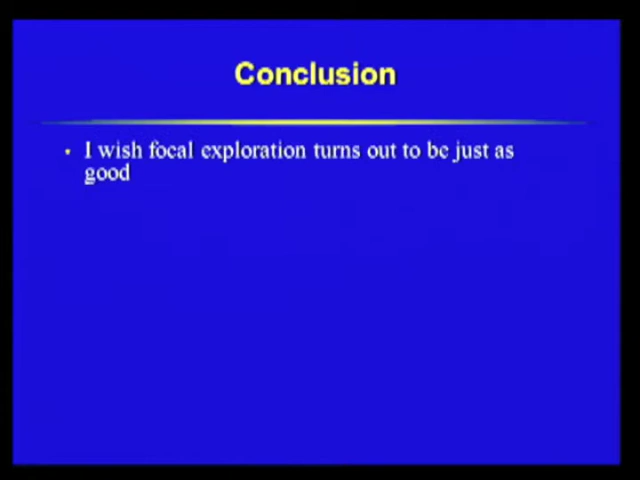 Conclusion
• I wish focal exploration turns out to be just as
good